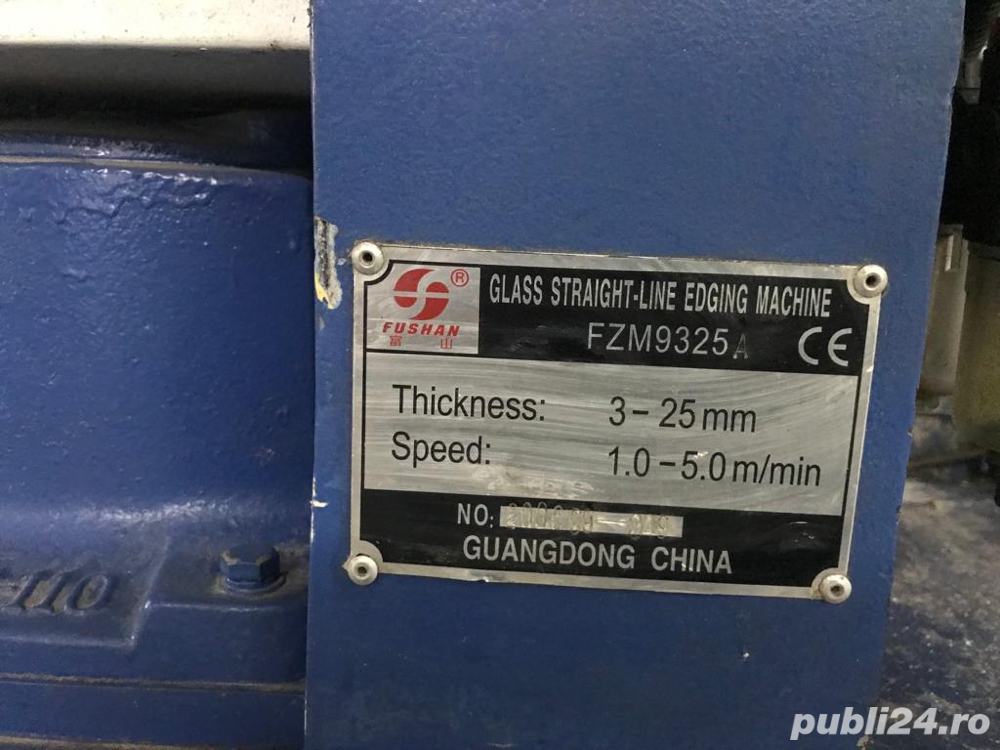 FUSHAN ®
富 山
GLASS STRAIGHT-LINE EDGING MACHINE
FZM9325A CE
Thickness: 3-25mm
Speed: 1.0-5.0m/min
NO:
GUANGDONG CHINA
-110
publi24.ro